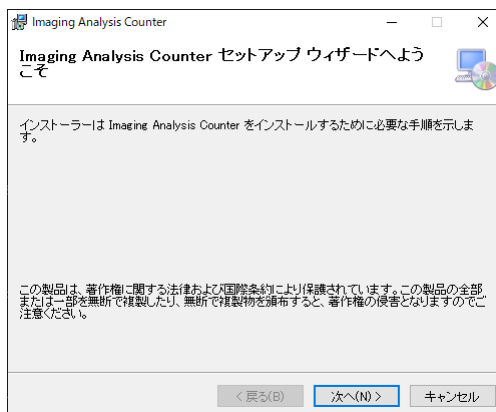 Imaging Analysis Counter
Imaging Analysis Counter セットアップ ウィザードへよう
こそ
インストーラーは Imaging Analysis Counter をインストールするために必要な手順を示しま
す。
この製品は、著作権に関する法律および国際条約により保護されています。この製品の全部
または一部を無断で複製したり、無断で複製物を頒布すると、著作権の侵害となりますのでご
注意ください。
< 戻る(B)
次へ(N) >
キャンセル